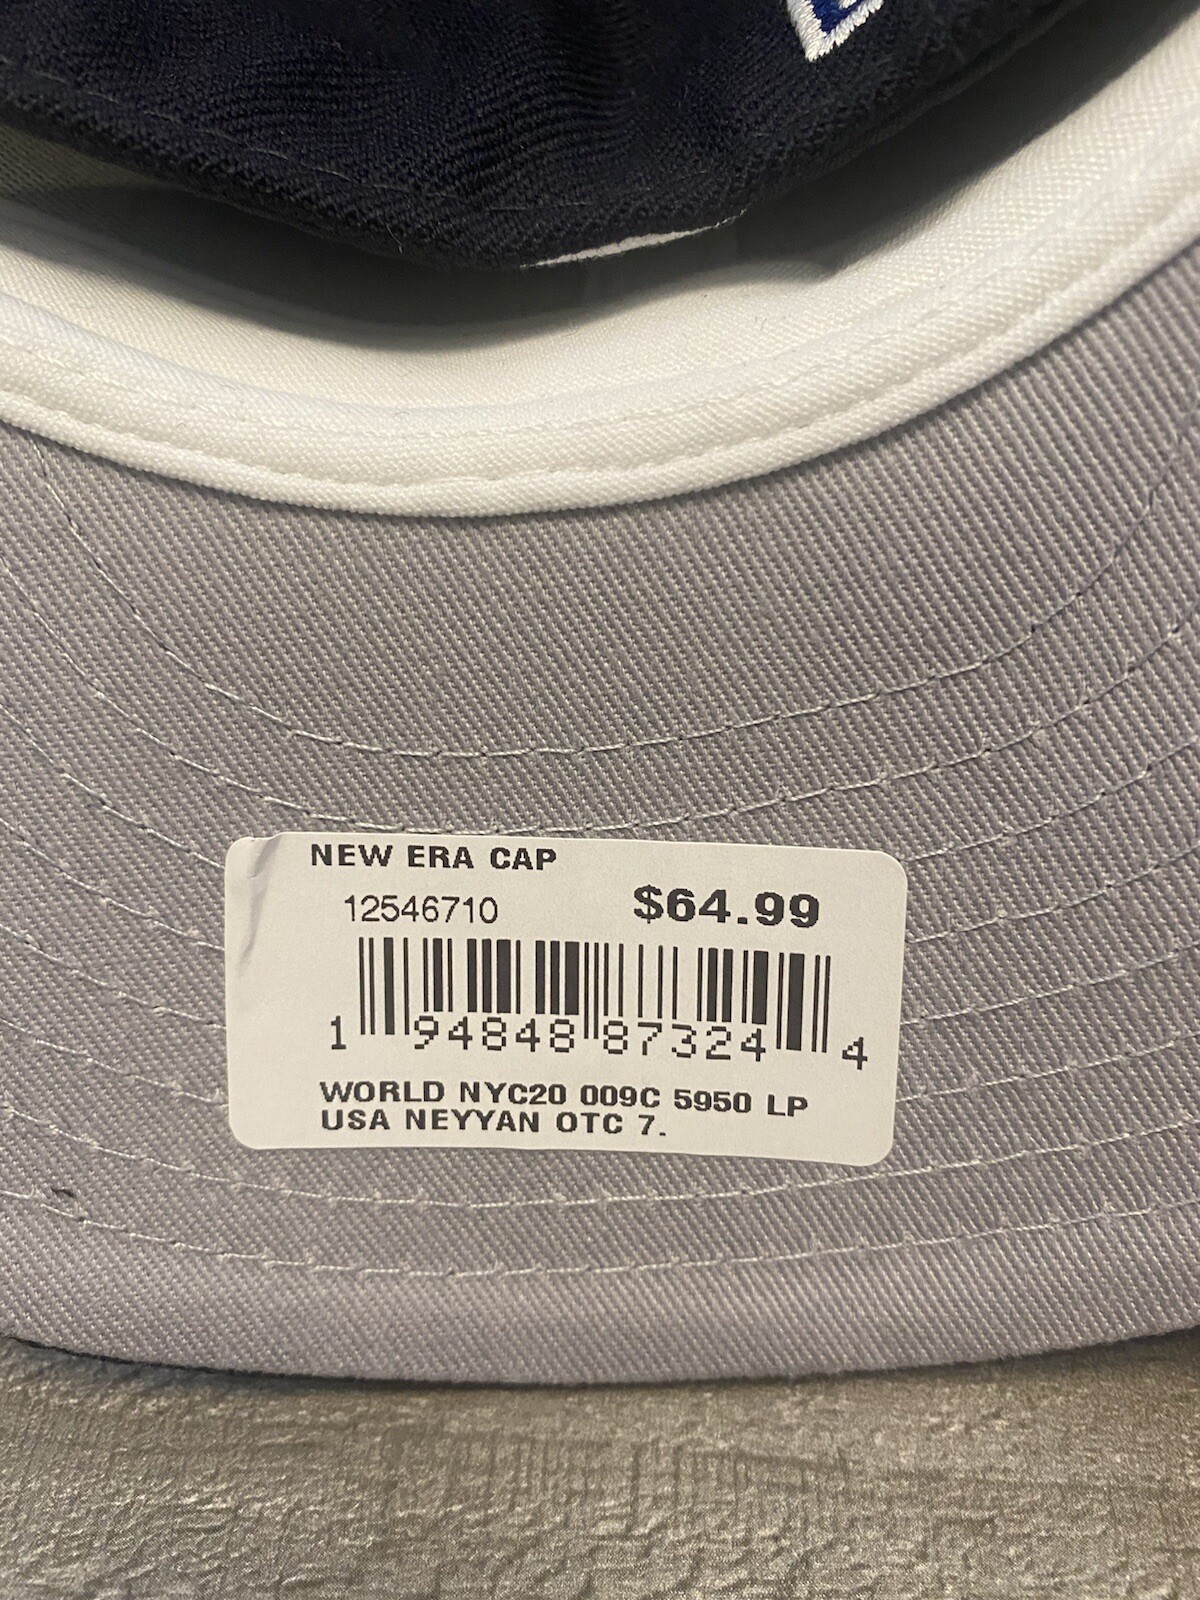 NEW ERA CAP
12546710 $64.99
1 94848 87324 4
WORLD NYC20 009C 5950 LP
USA NEYYAN OTC 7.